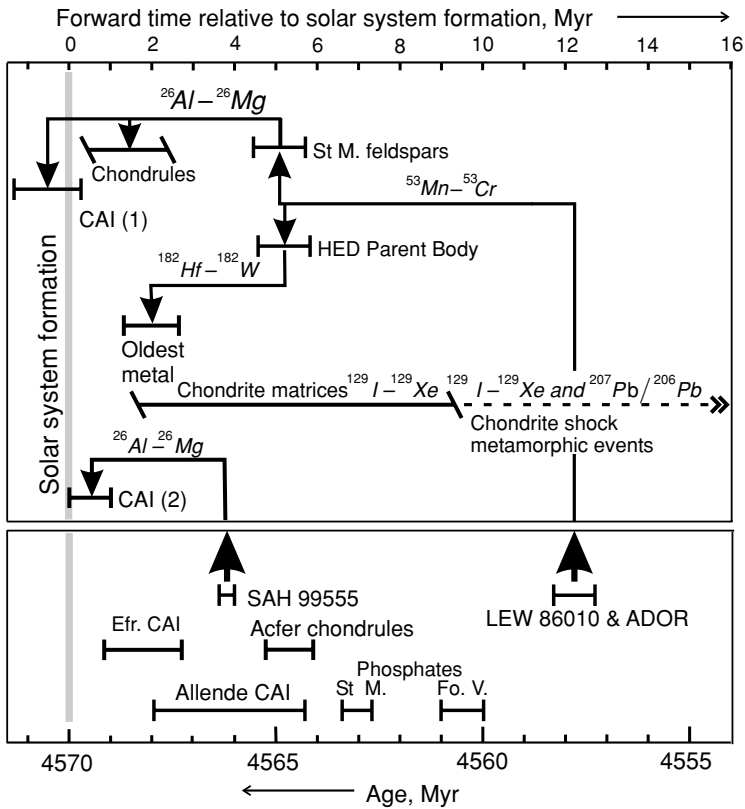 Forward time relative to solar system formation, Myr
0 2 4 6 8 10 12 14 16
²⁶Al – ²⁶Mg
St M. feldspars
Chondrules
⁵³Mn – ⁵³Cr
CAI (1)
HED Parent Body
¹⁸²Hf – ¹⁸²W
Solar system formation
Oldest
metal
Chondrite matrices ¹²⁹I – ¹²⁹Xe
¹²⁹I – ¹²⁹Xe and ²⁰⁷Pb/²⁰⁶Pb
Chondrite shock
metamorphic events
²⁶Al – ²⁶Mg
CAI (2)
SAH 99555
LEW 86010 & ADOR
Efr. CAI
Acfer chondrules
Phosphates
Allende CAI
St M.
Fo. V.
4570 4565 4560 4555
Age, Myr